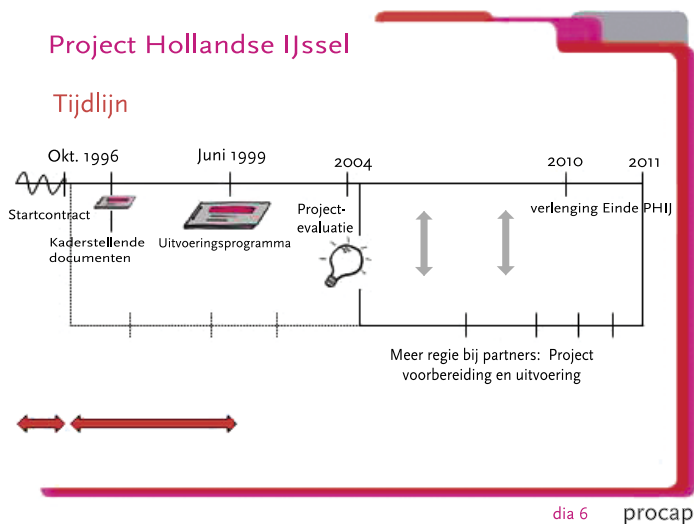 Project Hollandse IJssel
Tijdlijn
Okt. 1996
Juni 1999
2004
2010
2011
Startcontract
Kaderstellende
documenten
Uitvoeringsprogramma
Project-
evaluatie
verlenging Einde PHIJ
Meer regie bij partners: Project
voorbereiding en uitvoering
dia 6
procap